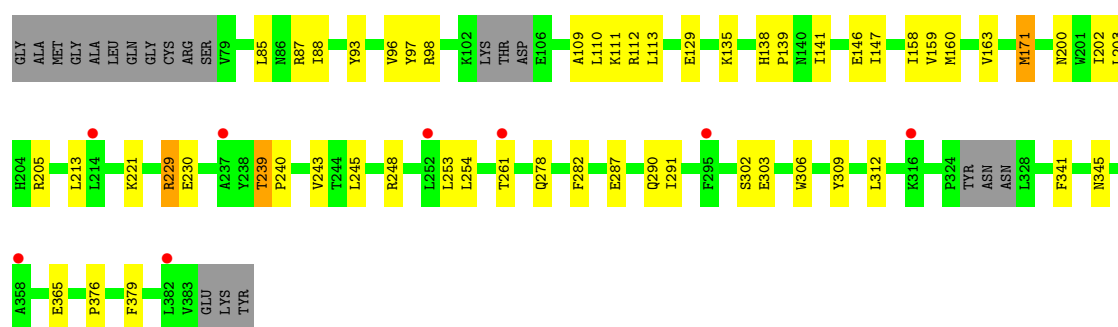 GLY ALA MET GLY ALA LEU GLN GLY CYS ARG SER V79 L85 N86 R87 I88 Y93 V96 Y97 R98 K102 LYS THR ASP E106 A109 L110 K111 R112 L113 E129 K135 H138 P139 N140 I141 E146 I147 I158 V159 M160 V163 M171 N200 W201 I202 L203
H204 R205 L213 L214 K221 R229 E230 A237 Y238 T239 P240 V243 T244 L245 R248 L252 L253 L254 T261 Q278 F282 E287 Q290 I291 F295 S302 E303 W306 Y309 L312 K316 P324 TYR ASN ASN L328 F341 N345
A358 E365 P376 F379 L382 V383 GLU LYS TYR